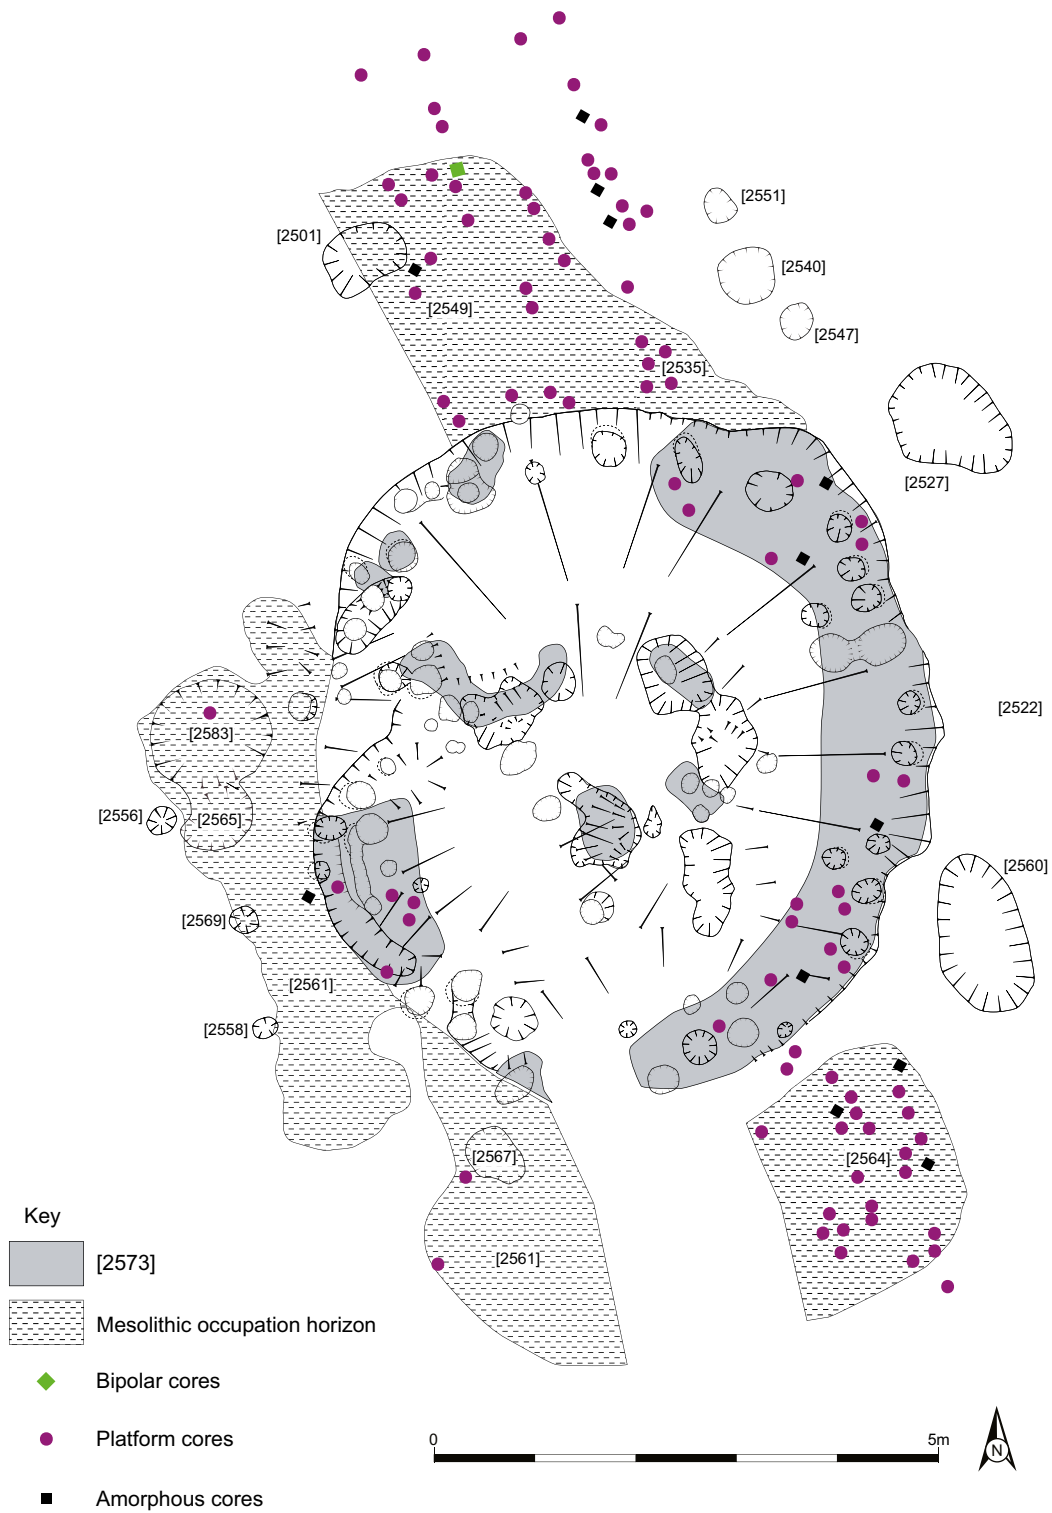 [2551]
[2501]
[2540]
[2549]
[2547]
[2535]
[2527]
[2522]
[2583]
[2556]
[2565]
[2560]
[2569]
[2561]
[2558]
[2567]
[2564]
[2561]
Key
[2573]
Mesolithic occupation horizon
Bipolar cores
Platform cores
Amorphous cores
0 5m
N